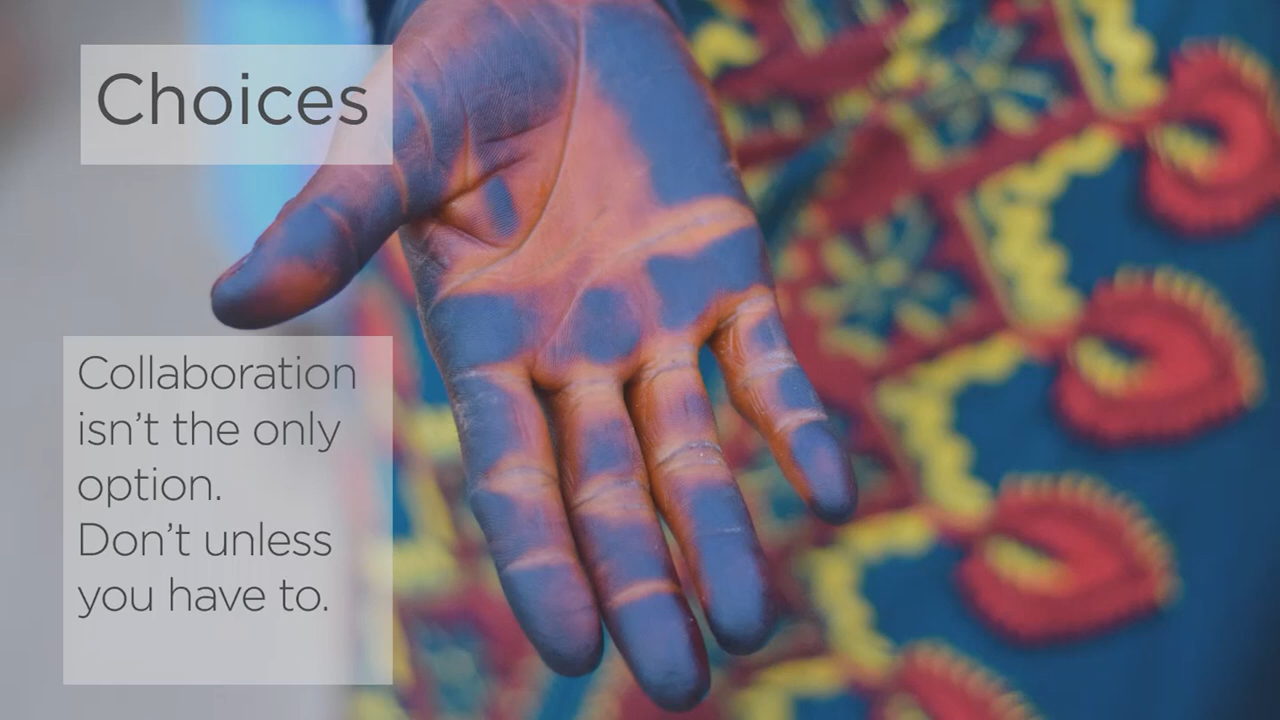 Choices
Collaboration
isn’t the only
option.
Don’t unless
you have to.